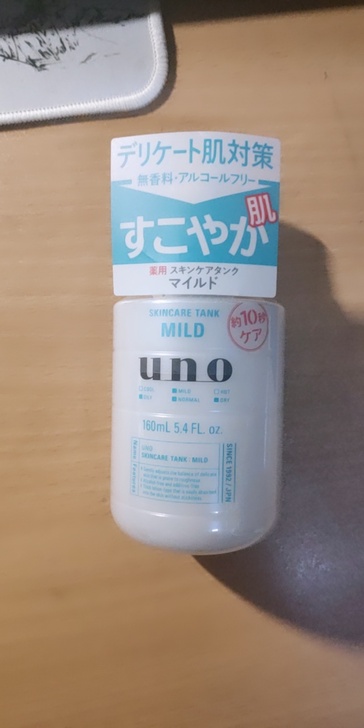 デリケート肌対策
無香料・アルコールフリー
すこやか肌
薬用 スキンケアタンク
マイルド
SKINCARE TANK
MILD
約10秒
ケア
uno
MILD
NORMAL
160mL 5.4 FL. OZ.
UNO
SKINCARE TANK MILD
SINCE 1992 / JPN